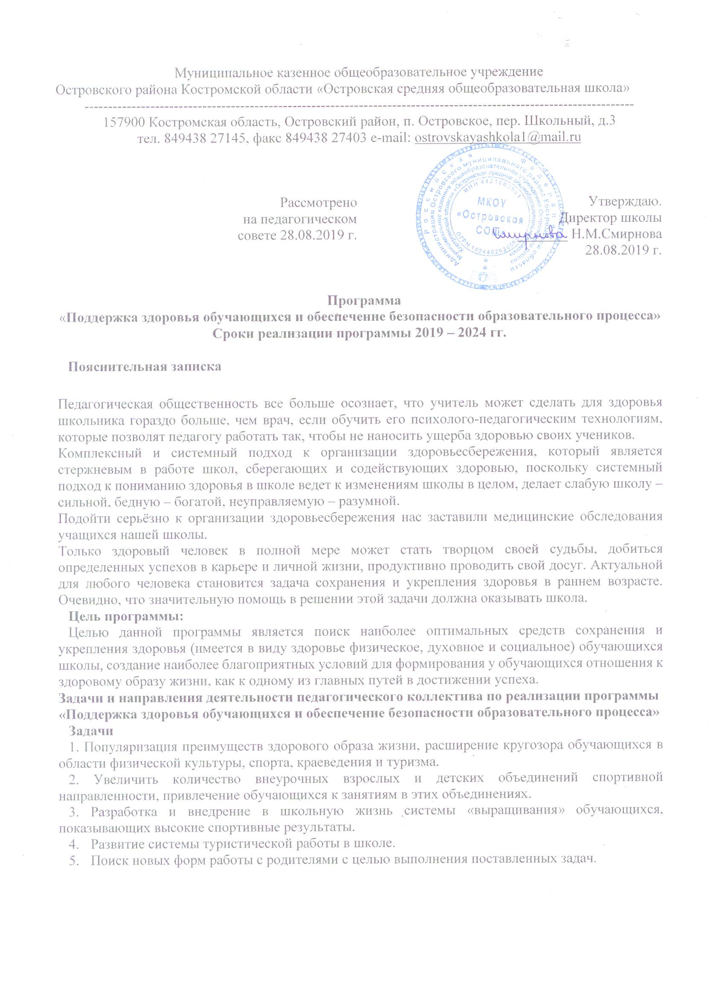 Муниципальное казенное общеобразовательное учреждение
Островского района Костромской области «Островская средняя общеобразовательная школа»
157900 Костромская область, Островский район, п. Островское, пер. Школьный, д.3
тел. 849438 27145, факс 849438 27403 e-mail: ostrovskayashkola1@mail.ru
Рассмотрено
на педагогическом
совете 28.08.2019 г.
Российская Федерация
Администрация Островского муниципального района Костромской области
Муниципальное казенное общеобразовательное учреждение
«Островская средняя общеобразовательная
ИНН
МКОУ
«Островская
СОШ»
ОГРН
Утверждаю.
Директор школы
Смирнова Н.М.Смирнова
28.08.2019 г.
Программа
«Поддержка здоровья обучающихся и обеспечение безопасности образовательного процесса»
Сроки реализации программы 2019 – 2024 гг.
Пояснительная записка
Педагогическая общественность все больше осознает, что учитель может сделать для здоровья
школьника гораздо больше, чем врач, если обучить его психолого-педагогическим технологиям,
которые позволят педагогу работать так, чтобы не наносить ущерба здоровью своих учеников.
Комплексный и системный подход к организации здоровьесбережения, который является
стержневым в работе школ, сберегающих и содействующих здоровью, поскольку системный
подход к пониманию здоровья в школе ведет к изменениям школы в целом, делает слабую школу –
сильной, бедную – богатой, неуправляемую – разумной.
Подойти серьёзно к организации здоровьесбережения нас заставили медицинские обследования
учащихся нашей школы.
Только здоровый человек в полной мере может стать творцом своей судьбы, добиться
определенных успехов в карьере и личной жизни, продуктивно проводить свой досуг. Актуальной
для любого человека становится задача сохранения и укрепления здоровья в раннем возрасте.
Очевидно, что значительную помощь в решении этой задачи должна оказывать школа.
Цель программы:
Целью данной программы является поиск наиболее оптимальных средств сохранения и
укрепления здоровья (имеется в виду здоровье физическое, духовное и социальное) обучающихся
школы, создание наиболее благоприятных условий для формирования у обучающихся отношения к
здоровому образу жизни, как к одному из главных путей в достижении успеха.
Задачи и направления деятельности педагогического коллектива по реализации программы
«Поддержка здоровья обучающихся и обеспечение безопасности образовательного процесса»
Задачи
1. Популяризация преимуществ здорового образа жизни, расширение кругозора обучающихся в
области физической культуры, спорта, краеведения и туризма.
2. Увеличить количество внеурочных взрослых и детских объединений спортивной
направленности, привлечение обучающихся к занятиям в этих объединениях.
3. Разработка и внедрение в школьную жизнь системы «выращивания» обучающихся,
показывающих высокие спортивные результаты.
4. Развитие системы туристической работы в школе.
5. Поиск новых форм работы с родителями с целью выполнения поставленных задач.